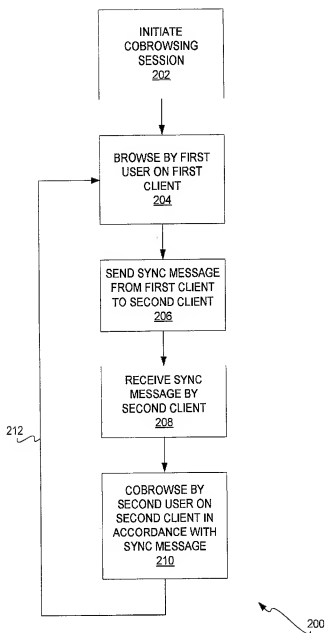 INITIATE
COBROWSING
SESSION
202
BROWSE BY FIRST
USER ON FIRST
CLIENT
204
SEND SYNC MESSAGE
FROM FIRST CLIENT
TO SECOND CLIENT
206
RECEIVE SYNC
MESSAGE BY
SECOND CLIENT
208
212
COBROWSE BY
SECOND USER ON
SECOND CLIENT IN
ACCORDANCE WITH
SYNC MESSAGE
210
200